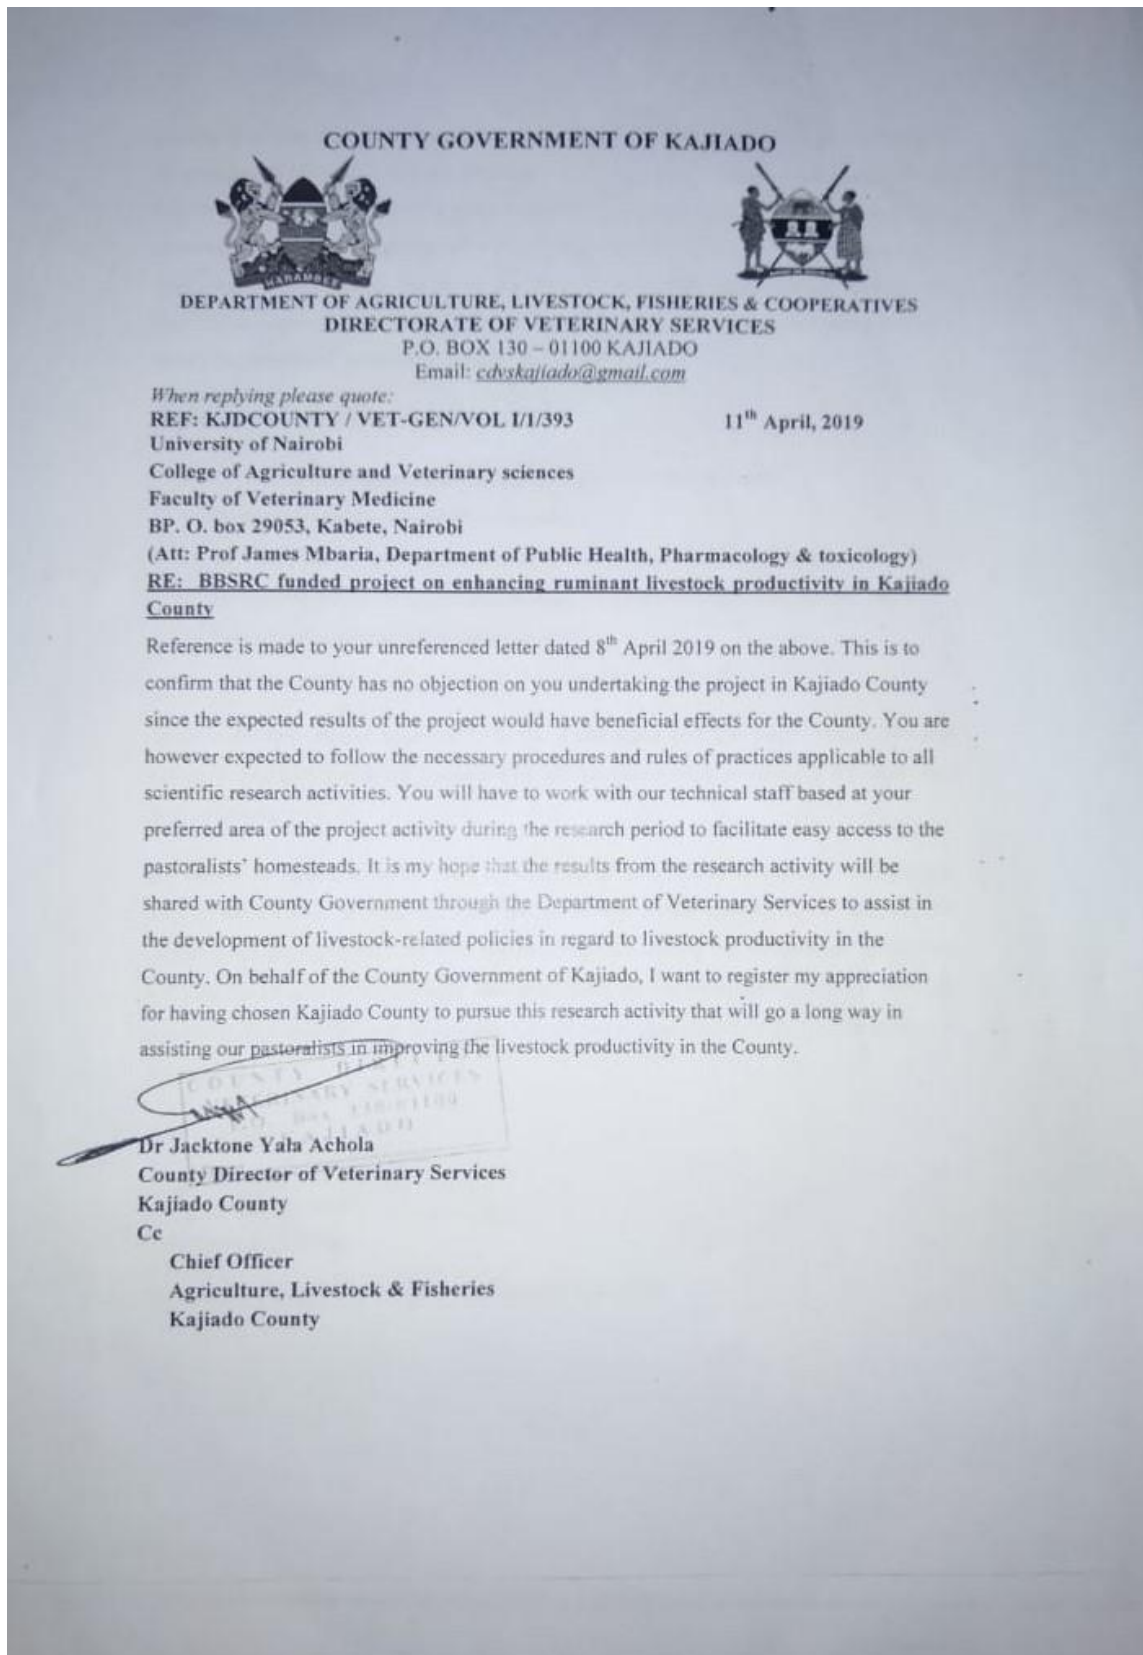 COUNTY GOVERNMENT OF KAJIADO
HARAMBEE
DEPARTMENT OF AGRICULTURE, LIVESTOCK, FISHERIES & COOPERATIVES
DIRECTORATE OF VETERINARY SERVICES
P.O. BOX 130 – 01100 KAJIADO
Email: cdvskajiado@gmail.com
When replying please quote:
REF: KJDCOUNTY / VET-GEN/VOL I/1/393 11th April, 2019
University of Nairobi
College of Agriculture and Veterinary sciences
Faculty of Veterinary Medicine
BP. O. box 29053, Kabete, Nairobi
(Att: Prof James Mbaria, Department of Public Health, Pharmacology & toxicology)
RE: BBSRC funded project on enhancing ruminant livestock productivity in Kajiado
County
Reference is made to your unreferenced letter dated 8th April 2019 on the above. This is to
confirm that the County has no objection on you undertaking the project in Kajiado County
since the expected results of the project would have beneficial effects for the County. You are
however expected to follow the necessary procedures and rules of practices applicable to all
scientific research activities. You will have to work with our technical staff based at your
preferred area of the project activity during the research period to facilitate easy access to the
pastoralists' homesteads. It is my hope that the results from the research activity will be
shared with County Government through the Department of Veterinary Services to assist in
the development of livestock-related policies in regard to livestock productivity in the
County. On behalf of the County Government of Kajiado, I want to register my appreciation
for having chosen Kajiado County to pursue this research activity that will go a long way in
assisting our pastoralists in improving the livestock productivity in the County.
COUNTY
VETERINARY SERVICES
KAJIADO
Dr Jacktone Yala Achola
County Director of Veterinary Services
Kajiado County
Cc
Chief Officer
Agriculture, Livestock & Fisheries
Kajiado County